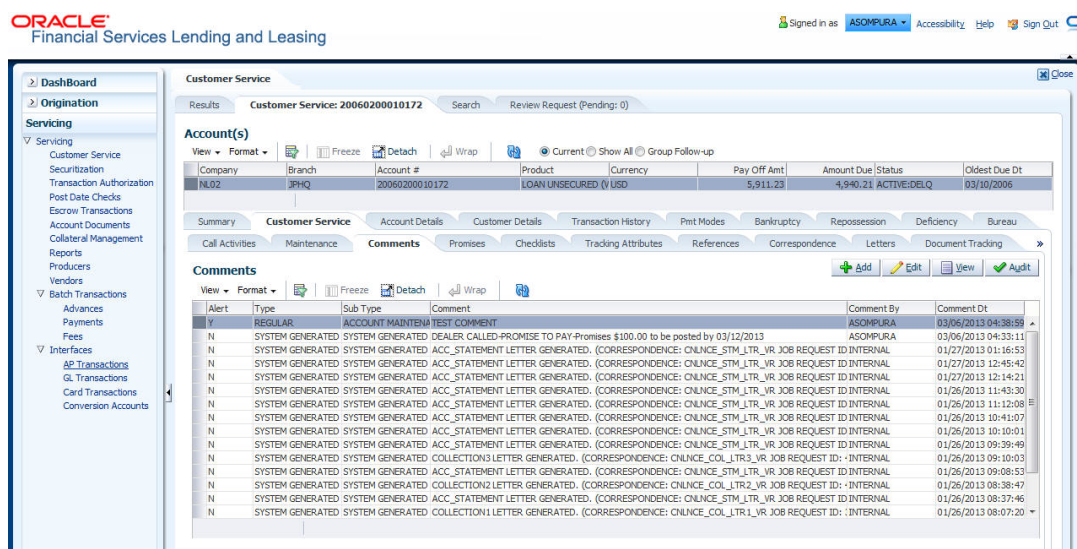 ORACLE
Financial Services Lending and Leasing
Signed in as ASOMPURA Accessibility Help Sign Out
Close
DashBoard
Origination
Servicing
Servicing
Customer Service
Securitization
Transaction Authorization
Post Date Checks
Escrow Transactions
Account Documents
Collateral Management
Reports
Producers
Vendors
Batch Transactions
Advances
Payments
Fees
Interfaces
AP Transactions
GL Transactions
Card Transactions
Conversion Accounts
Customer Service
Results Customer Service: 20060200010172 Search Review Request (Pending: 0)
Account(s)
View Format Freeze Detach Wrap Current Show All Group Follow-up
Company Branch Account # Product Currency Pay Off Amt Amount Due Status Oldest Due Dt
NL02 JPHQ 20060200010172 LOAN UNSECURED (V USD 5,911.23 4,940.21 ACTIVE:DELQ 03/10/2006
Summary Customer Service Account Details Customer Details Transaction History Pmt Modes Bankruptcy Repossession Deficiency Bureau
Call Activities Maintenance Comments Promises Checklists Tracking Attributes References Correspondence Letters Document Tracking »
Comments
Add Edit View Audit
View Format Freeze Detach Wrap
Alert Type Sub Type Comment Comment By Comment Dt
Y REGULAR ACCOUNT MAINTENA TEST COMMENT ASOMPURA 03/06/2013 04:38:59
N SYSTEM GENERATED SYSTEM GENERATED DEALER CALLED-PROMISE TO PAY-Promises $100.00 to be posted by 03/12/2013 ASOMPURA 03/06/2013 04:33:11
N SYSTEM GENERATED SYSTEM GENERATED ACC_STATEMENT LETTER GENERATED. (CORRESPONDENCE: CNLNCE_STM_LTR_VR JOB REQUEST ID INTERNAL 01/27/2013 01:16:53
N SYSTEM GENERATED SYSTEM GENERATED ACC_STATEMENT LETTER GENERATED. (CORRESPONDENCE: CNLNCE_STM_LTR_VR JOB REQUEST ID INTERNAL 01/27/2013 12:45:42
N SYSTEM GENERATED SYSTEM GENERATED ACC_STATEMENT LETTER GENERATED. (CORRESPONDENCE: CNLNCE_STM_LTR_VR JOB REQUEST ID INTERNAL 01/27/2013 12:14:21
N SYSTEM GENERATED SYSTEM GENERATED ACC_STATEMENT LETTER GENERATED. (CORRESPONDENCE: CNLNCE_STM_LTR_VR JOB REQUEST ID INTERNAL 01/26/2013 11:43:30
N SYSTEM GENERATED SYSTEM GENERATED ACC_STATEMENT LETTER GENERATED. (CORRESPONDENCE: CNLNCE_STM_LTR_VR JOB REQUEST ID INTERNAL 01/26/2013 11:12:08
N SYSTEM GENERATED SYSTEM GENERATED ACC_STATEMENT LETTER GENERATED. (CORRESPONDENCE: CNLNCE_STM_LTR_VR JOB REQUEST ID INTERNAL 01/26/2013 10:41:07
N SYSTEM GENERATED SYSTEM GENERATED ACC_STATEMENT LETTER GENERATED. (CORRESPONDENCE: CNLNCE_STM_LTR_VR JOB REQUEST ID INTERNAL 01/26/2013 10:10:01
N SYSTEM GENERATED SYSTEM GENERATED ACC_STATEMENT LETTER GENERATED. (CORRESPONDENCE: CNLNCE_STM_LTR_VR JOB REQUEST ID INTERNAL 01/26/2013 09:39:49
N SYSTEM GENERATED SYSTEM GENERATED COLLECTION3 LETTER GENERATED. (CORRESPONDENCE: CNLNCE_COL_LTR3_VR JOB REQUEST ID: INTERNAL 01/26/2013 09:10:03
N SYSTEM GENERATED SYSTEM GENERATED ACC_STATEMENT LETTER GENERATED. (CORRESPONDENCE: CNLNCE_STM_LTR_VR JOB REQUEST ID INTERNAL 01/26/2013 09:08:53
N SYSTEM GENERATED SYSTEM GENERATED COLLECTION2 LETTER GENERATED. (CORRESPONDENCE: CNLNCE_COL_LTR2_VR JOB REQUEST ID: INTERNAL 01/26/2013 08:38:47
N SYSTEM GENERATED SYSTEM GENERATED ACC_STATEMENT LETTER GENERATED. (CORRESPONDENCE: CNLNCE_STM_LTR_VR JOB REQUEST ID INTERNAL 01/26/2013 08:37:46
N SYSTEM GENERATED SYSTEM GENERATED COLLECTION1 LETTER GENERATED. (CORRESPONDENCE: CNLNCE_COL_LTR1_VR JOB REQUEST ID: INTERNAL 01/26/2013 08:07:20